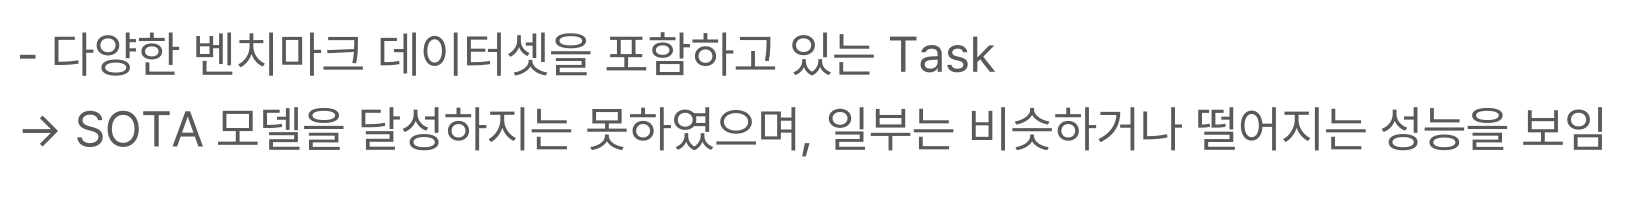 - 다양한 벤치마크 데이터셋을 포함하고 있는 Task
→ SOTA 모델을 달성하지는 못하였으며, 일부는 비슷하거나 떨어지는 성능을 보임